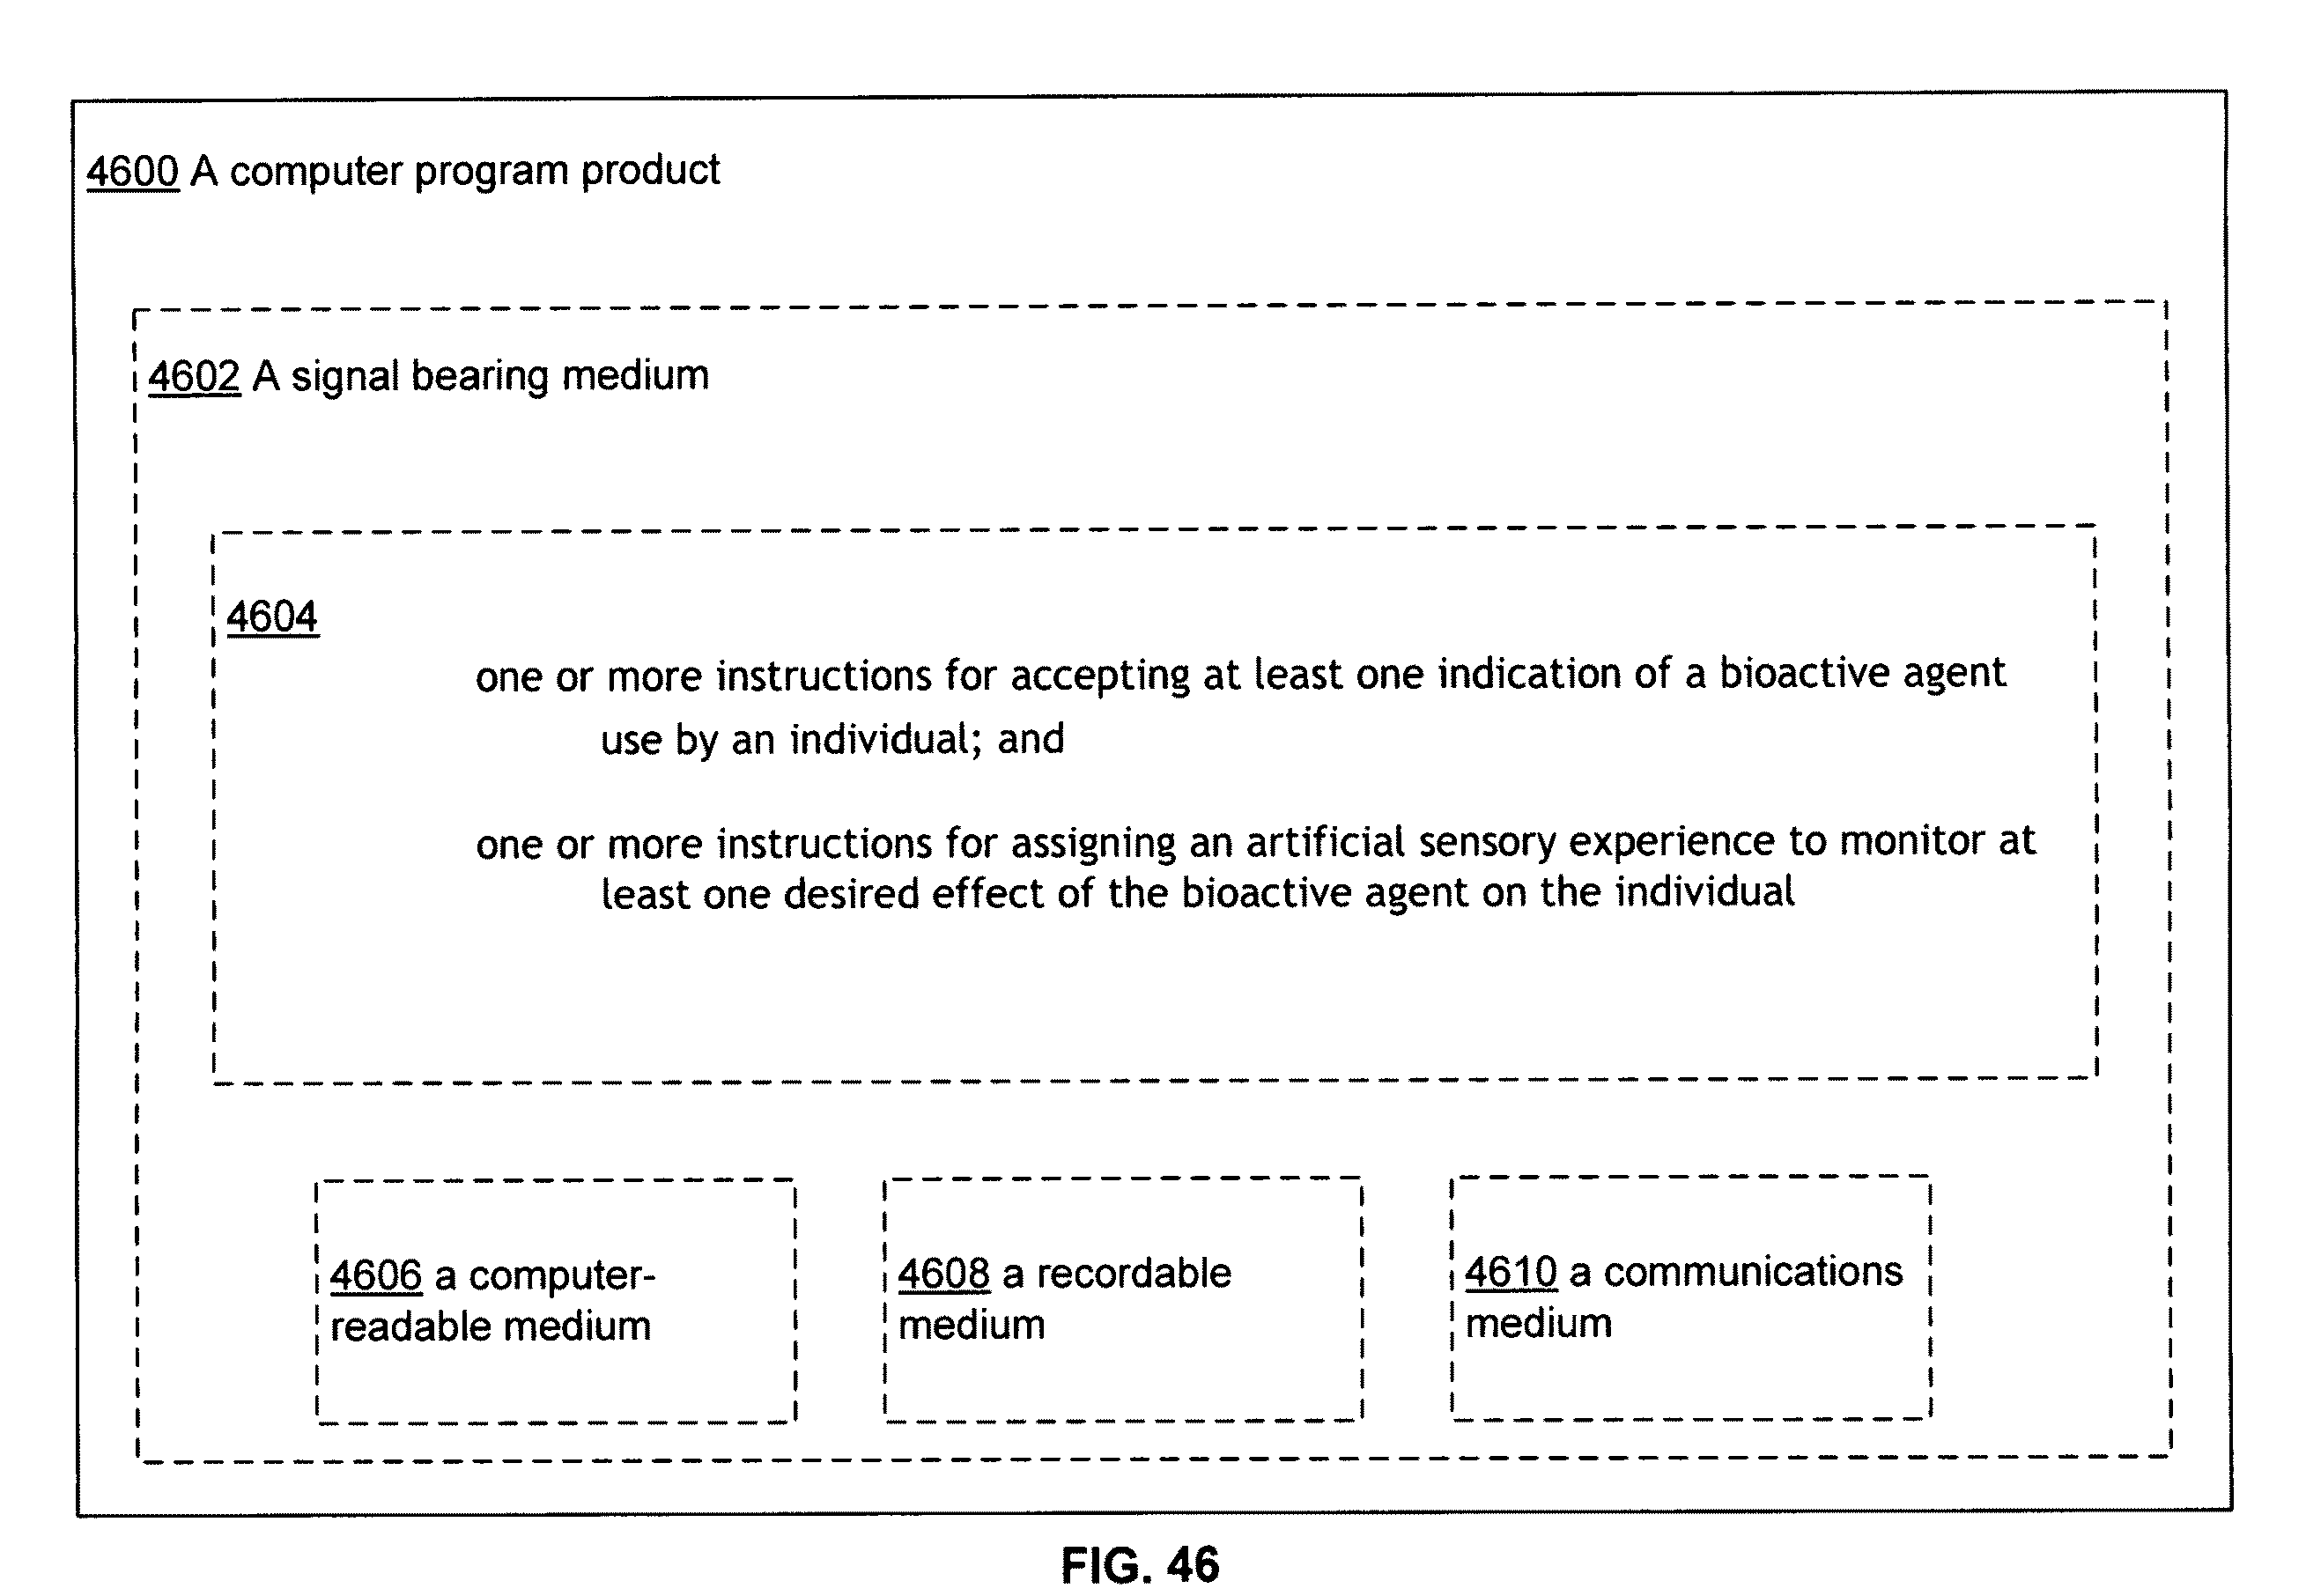 4600 A computer program product
4602 A signal bearing medium
4604
one or more instructions for accepting at least one indication of a bioactive agent
use by an individual; and
one or more instructions for assigning an artificial sensory experience to monitor at
least one desired effect of the bioactive agent on the individual
4606 a computer-
readable medium
4608 a recordable
medium
4610 a communications
medium
FIG. 46